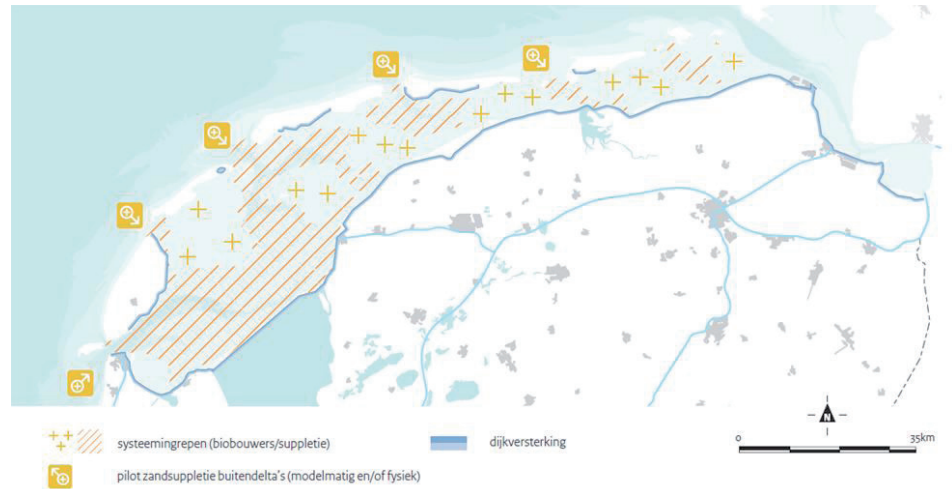 N
0
35km
systeemingrepen (biobouwers/suppletie)
dijkversterking
pilot zandsuppletie buitendelta's (modelmatig en/of fysiek)